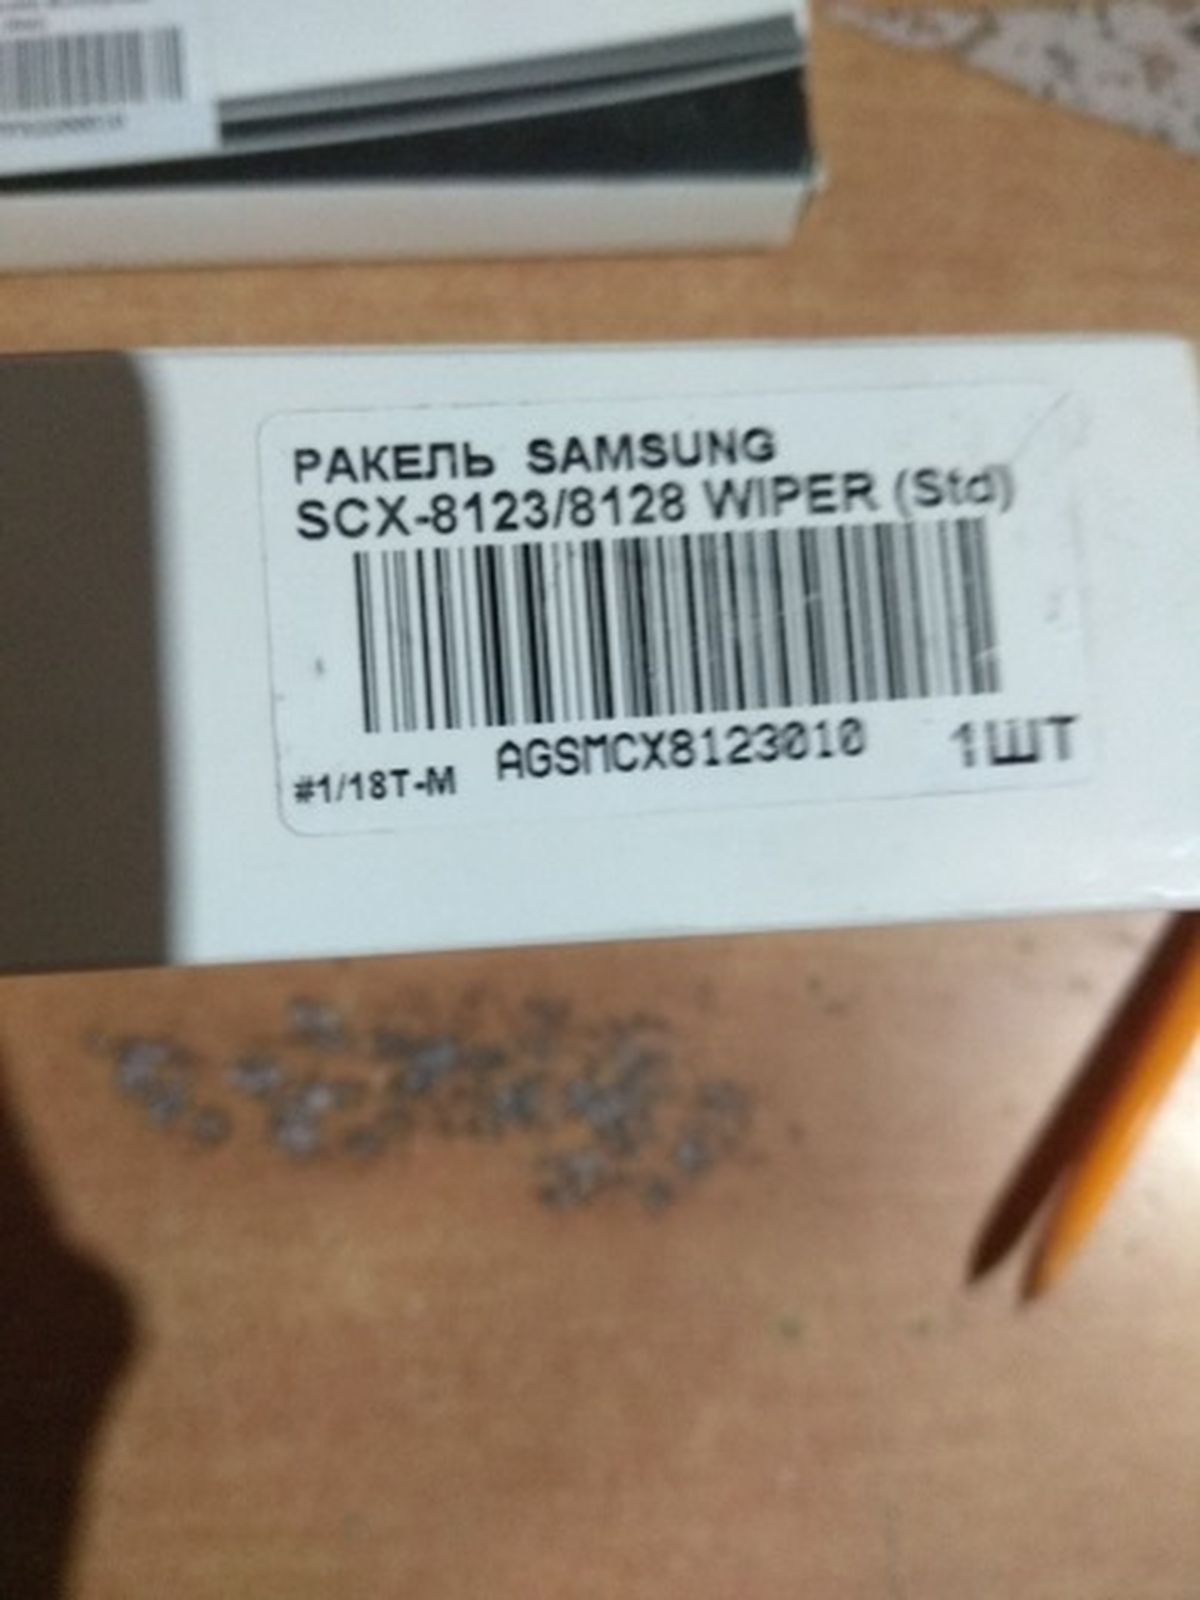 РАКЕЛЬ SAMSUNG
SCX-8123/8128 WIPER (Std)
#1/18T-M AGSMCX8123010 1ШТ